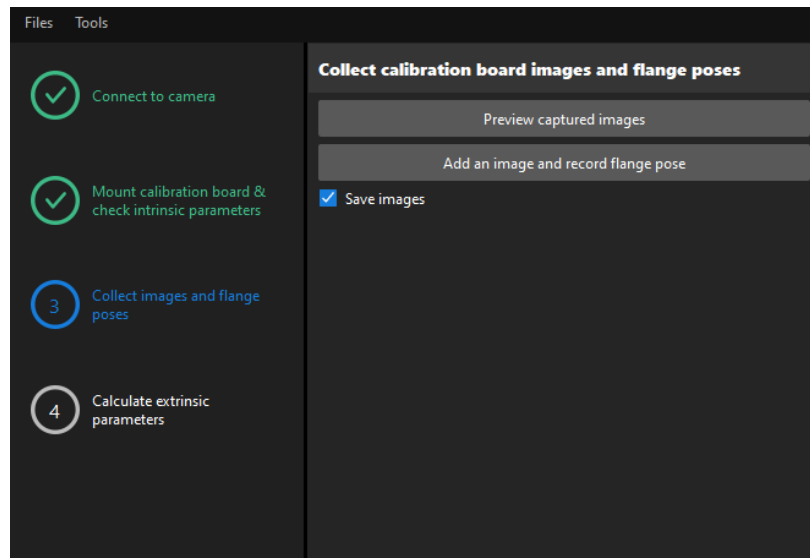 Files Tools
Connect to camera
Mount calibration board &
check intrinsic parameters
3
Collect images and flange
poses
4
Calculate extrinsic
parameters
Collect calibration board images and flange poses
Preview captured images
Add an image and record flange pose
Save images